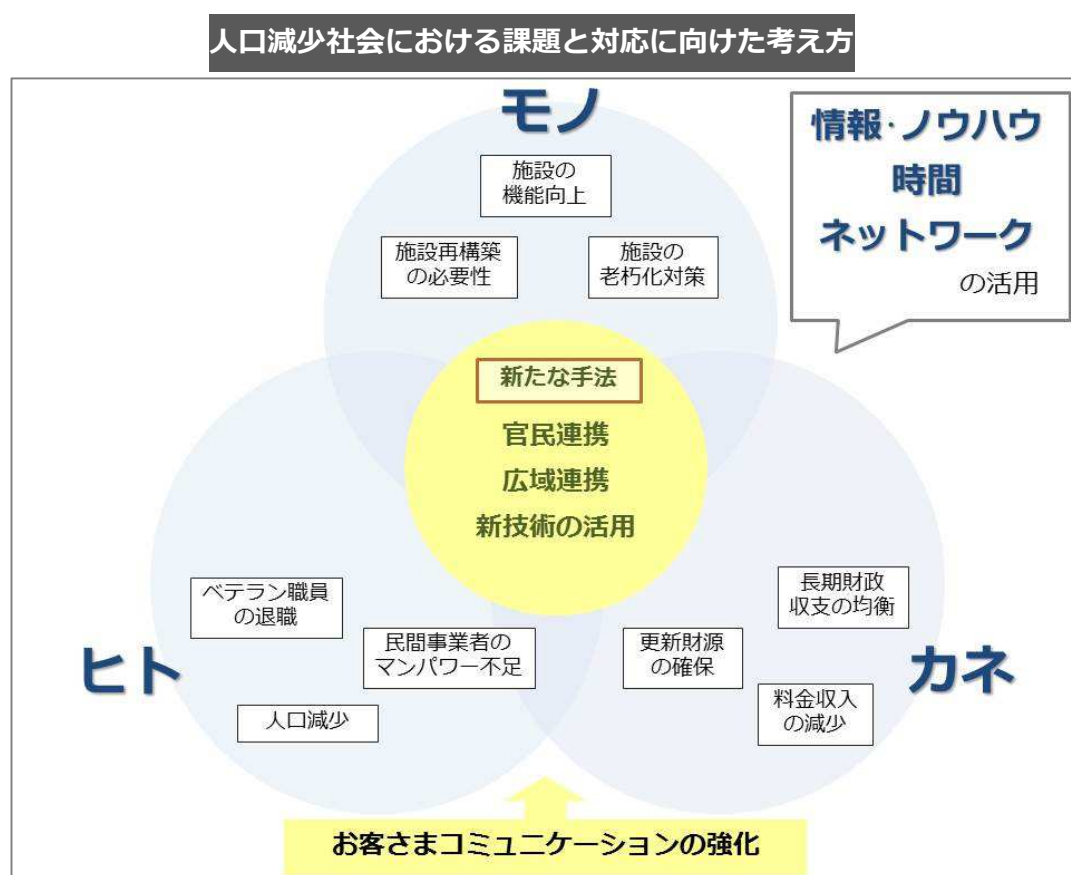 人口減少社会における課題と対応に向けた考え方
モノ
施設の
機能向上
施設再構築
の必要性
施設の
老朽化対策
情報・ノウハウ
時間
ネットワーク
の活用
新たな手法
官民連携
広域連携
新技術の活用
ヒト
ベテラン職員
の退職
民間事業者の
マンパワー不足
人口減少
カネ
長期財政
収支の均衡
更新財源
の確保
料金収入
の減少
お客さまコミュニケーションの強化